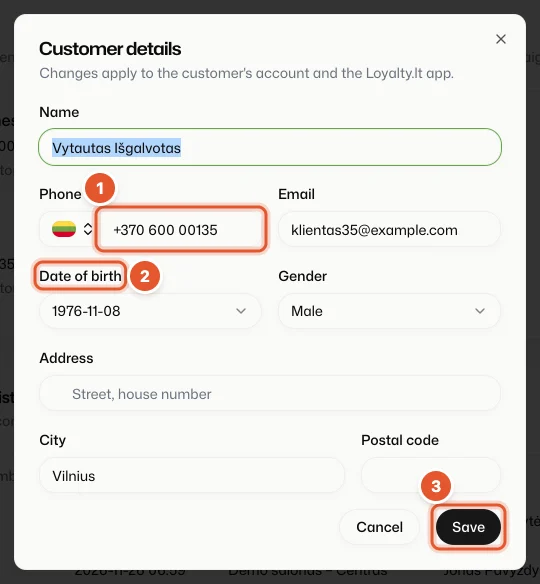 Customer details
Changes apply to the customer's account and the Loyalty.lt app.
Name
Vytautas Išgalvotas
Phone 1 Email
+370 600 00135 klientas35@example.com
Date of birth 2 Gender
1976-11-08 Male
Address
Street, house number
City Postal code
Vilnius
3
Cancel Save